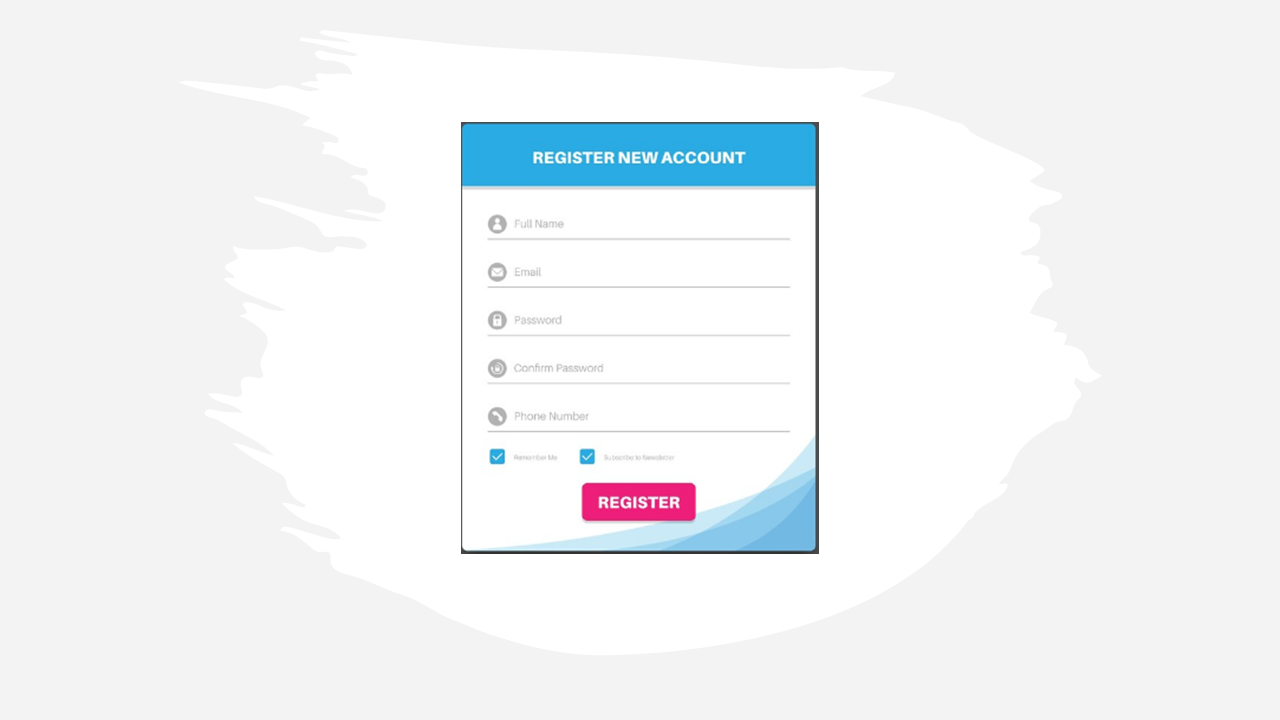 REGISTER NEW ACCOUNT
Full Name
Email
Password
Confirm Password
Phone Number
Remember Me Subscribe to Newsletter
REGISTER